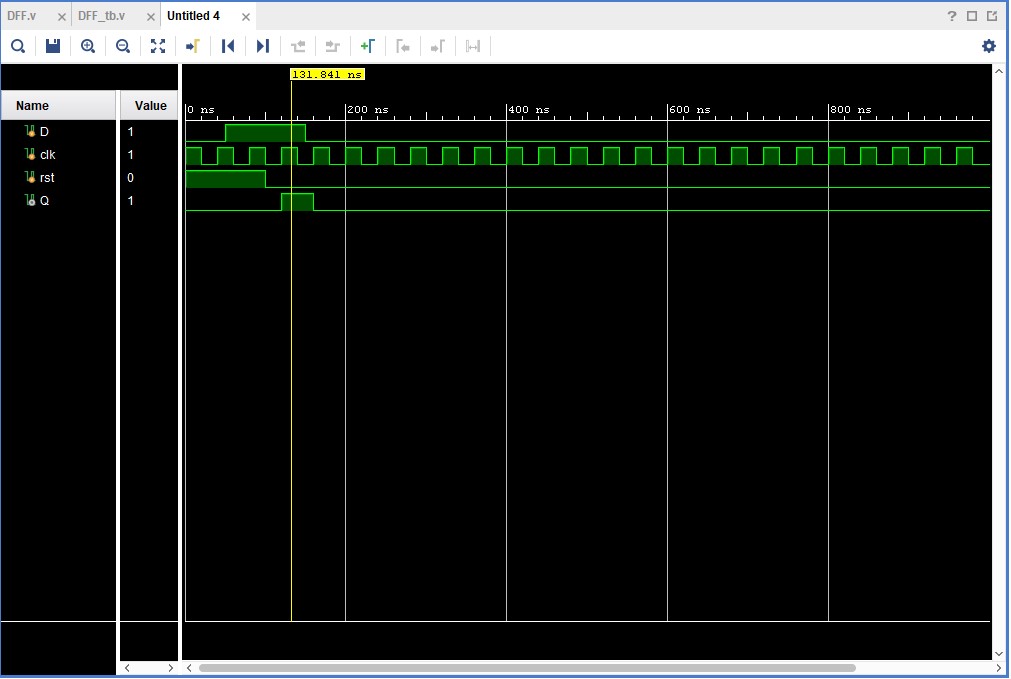 DFF.v DFF_tb.v Untitled 4
131.841 ns
Name Value
0 ns 200 ns 400 ns 600 ns 800 ns
D 1
clk 1
rst 0
Q 1